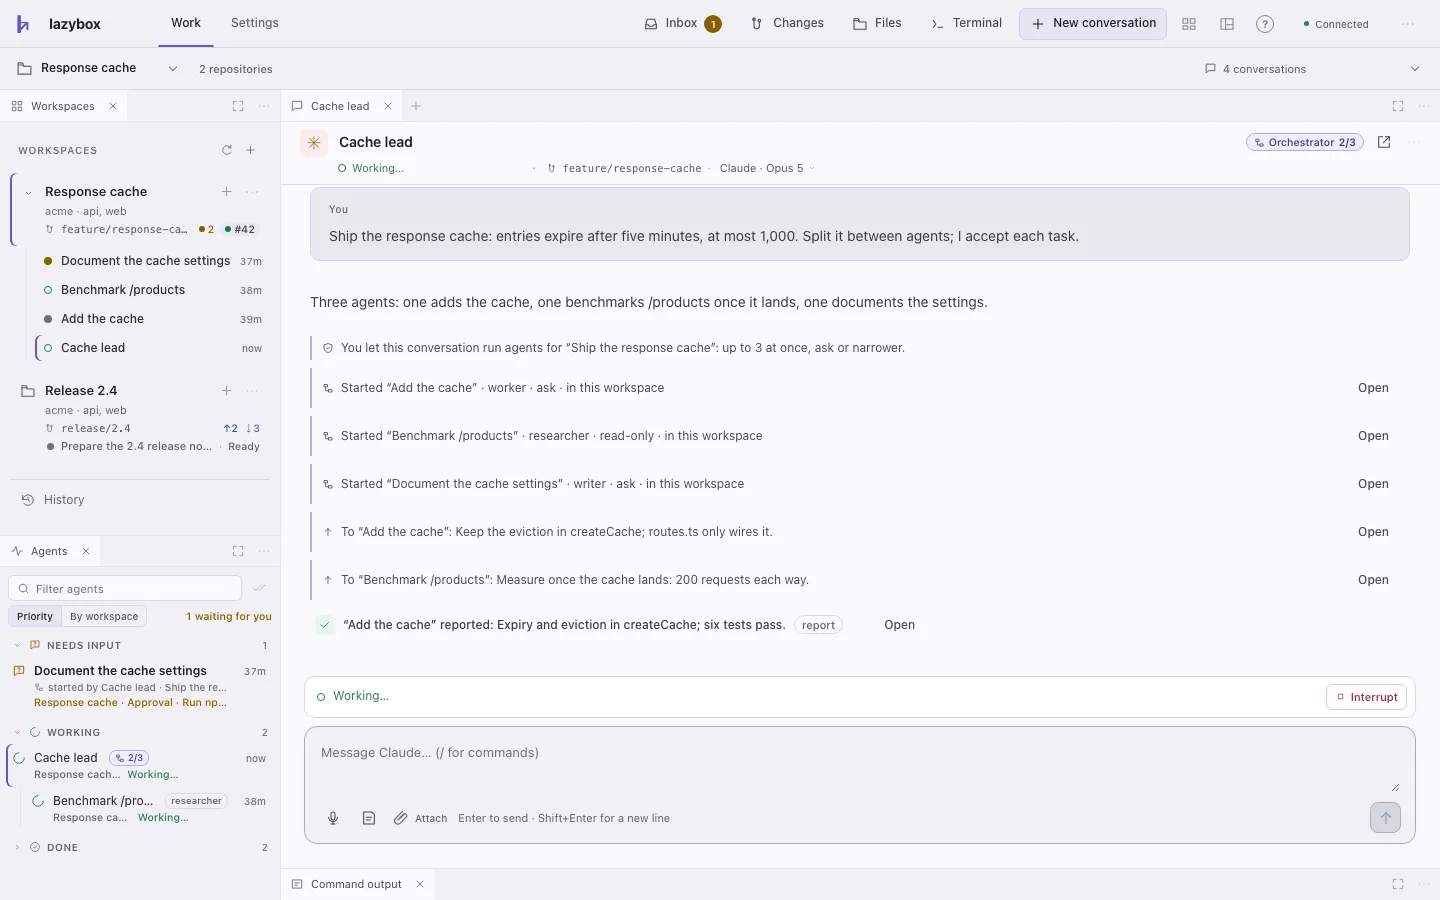 lazybox
Work
Settings
Inbox 1
Changes
Files
Terminal
New conversation
?
Connected
Response cache
2 repositories
4 conversations
Workspaces
WORKSPACES
Response cache
acme · api, web
feature/response-ca… 2 #42
Document the cache settings 37m
Benchmark /products 38m
Add the cache 39m
Cache lead now
Release 2.4
acme · api, web
release/2.4 ↑2 ↓3
Prepare the 2.4 release no… · Ready
History
Agents
Filter agents
Priority By workspace 1 waiting for you
NEEDS INPUT 1
Document the cache settings 37m
started by Cache lead · Ship the re…
Response cache · Approval · Run np…
WORKING 2
Cache lead 2/3 now
Response cach… Working…
Benchmark /pro… researcher 38m
Response ca… Working…
DONE 2
Cache lead
Cache lead
Orchestrator 2/3
Working… · feature/response-cache · Claude · Opus 5
You
Ship the response cache: entries expire after five minutes, at most 1,000. Split it between agents; I accept each task.
Three agents: one adds the cache, one benchmarks /products once it lands, one documents the settings.
You let this conversation run agents for “Ship the response cache”: up to 3 at once, ask or narrower.
Started “Add the cache” · worker · ask · in this workspace Open
Started “Benchmark /products” · researcher · read-only · in this workspace Open
Started “Document the cache settings” · writer · ask · in this workspace Open
To “Add the cache”: Keep the eviction in createCache; routes.ts only wires it. Open
To “Benchmark /products”: Measure once the cache lands: 200 requests each way. Open
“Add the cache” reported: Expiry and eviction in createCache; six tests pass. report Open
Working…
Interrupt
Message Claude… (/ for commands)
Attach Enter to send · Shift+Enter for a new line
Command output